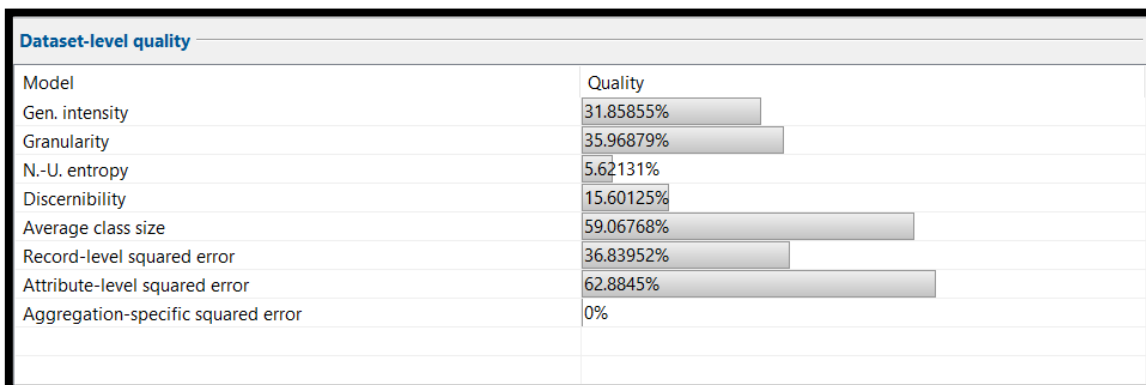 Dataset-level quality
Model Quality
Gen. intensity 31.85855%
Granularity 35.96879%
N.-U. entropy 5.62131%
Discernibility 15.60125%
Average class size 59.06768%
Record-level squared error 36.83952%
Attribute-level squared error 62.8845%
Aggregation-specific squared error 0%